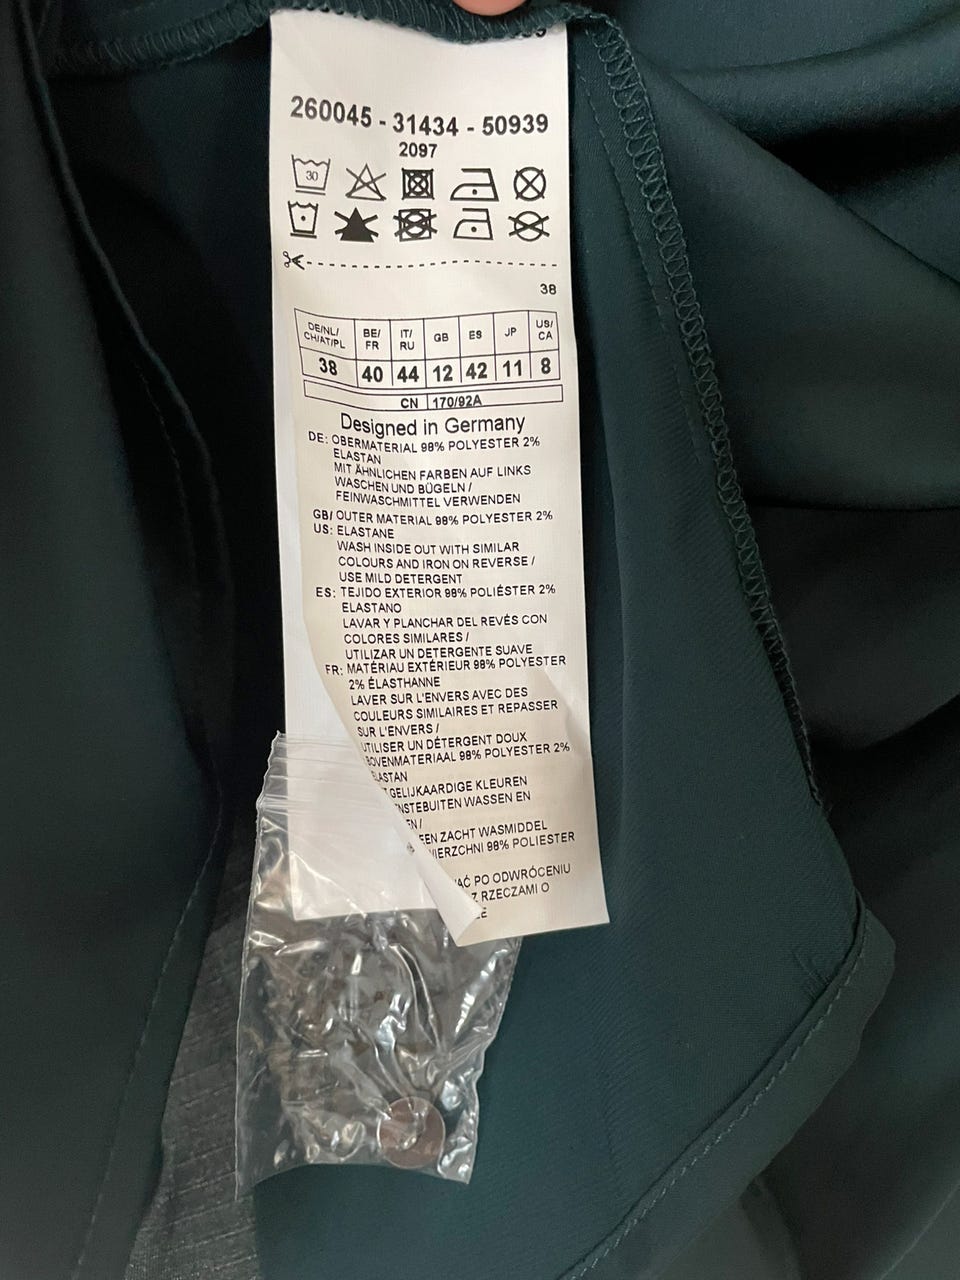 260045 - 31434 - 50939
2097
30
38
DE/NL/ CH/AT/PL BE/ FR IT/ RU GB ES JP US/ CA
38 40 44 12 42 11 8
CN 170/92A
Designed in Germany
DE: OBERMATERIAL 98% POLYESTER 2%
ELASTAN
MIT ÄHNLICHEN FARBEN AUF LINKS
WASCHEN UND BÜGELN /
FEINWASCHMITTEL VERWENDEN
GB/ OUTER MATERIAL 98% POLYESTER 2%
US: ELASTANE
WASH INSIDE OUT WITH SIMILAR
COLOURS AND IRON ON REVERSE /
USE MILD DETERGENT
ES: TEJIDO EXTERIOR 98% POLIÉSTER 2%
ELASTANO
LAVAR Y PLANCHAR DEL REVÉS CON
COLORES SIMILARES /
UTILIZAR UN DETERGENTE SUAVE
FR: MATÉRIAU EXTÉRIEUR 98% POLYESTER
2% ÉLASTHANNE
LAVER SUR L'ENVERS AVEC DES
COULEURS SIMILAIRES ET REPASSER
SUR L'ENVERS /
UTILISER UN DÉTERGENT DOUX
BOVENMATERIAAL 98% POLYESTER 2%
ELASTAN
GELIJKAARDIGE KLEUREN
WASSEN EN
/
EEN ZACHT WASMIDDEL
98% POLIESTER
PO ODWRÓCENIU
Z RZECZAMI O